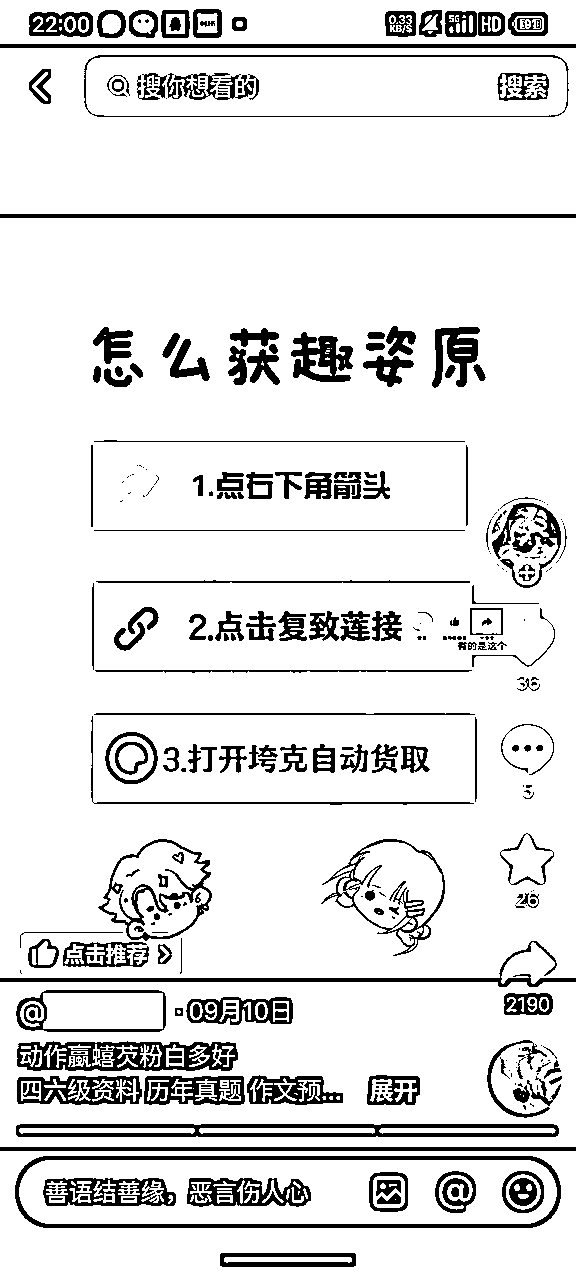 22:00
0.33 KB/S
5G
HD
搜你想看的
搜索
怎么获趣姿原
1.点右下角箭头
2.点击复致莲接
有的是这个
3.打开垮克自动货取
36
5
26
2190
点击推荐
@
·09月10日
动作赢蟢芡粉白多好
四六级资料 历年真题 作文预... 展开
善语结善缘，恶言伤人心